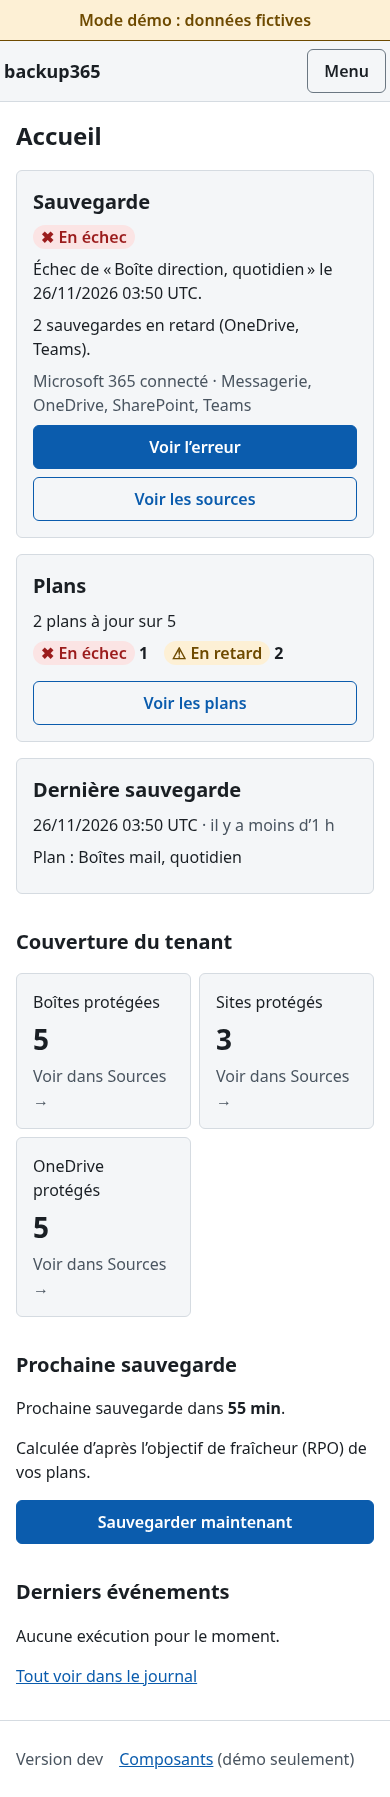 Mode démo : données fictives
backup365
Menu
Accueil
Sauvegarde
✖ En échec
Échec de « Boîte direction, quotidien » le
26/11/2026 03:50 UTC.
2 sauvegardes en retard (OneDrive,
Teams).
Microsoft 365 connecté · Messagerie,
OneDrive, SharePoint, Teams
Voir l’erreur
Voir les sources
Plans
2 plans à jour sur 5
✖ En échec 1 ⚠ En retard 2
Voir les plans
Dernière sauvegarde
26/11/2026 03:50 UTC · il y a moins d’1 h
Plan : Boîtes mail, quotidien
Couverture du tenant
Boîtes protégées
5
Voir dans Sources
→
Sites protégés
3
Voir dans Sources
→
OneDrive
protégés
5
Voir dans Sources
→
Prochaine sauvegarde
Prochaine sauvegarde dans 55 min.
Calculée d’après l’objectif de fraîcheur (RPO) de
vos plans.
Sauvegarder maintenant
Derniers événements
Aucune exécution pour le moment.
Tout voir dans le journal
Version dev Composants (démo seulement)